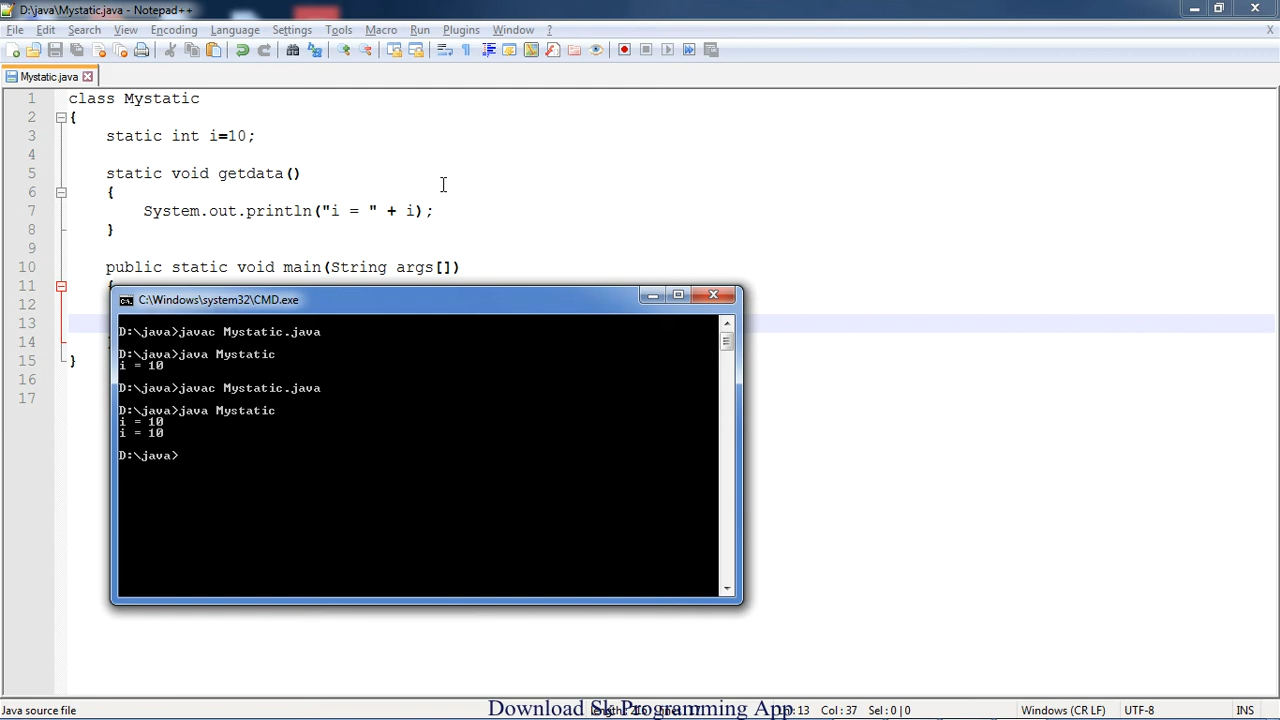 D:\java\Mystatic.java - Notepad++
File Edit Search View Encoding Language Settings Tools Macro Run Plugins Window ? X
Mystatic.java
1 class Mystatic
2 {
3 static int i=10;
4
5 static void getdata()
6 {
7 System.out.println("i = " + i);
8 }
9
10 public static void main(String args[])
11 {
12
13
14
15 }
16
17
C:\Windows\system32\CMD.exe
D:\java>javac Mystatic.java
D:\java>java Mystatic
i = 10
D:\java>javac Mystatic.java
D:\java>java Mystatic
i = 10
i = 10
D:\java>
Java source file Col : 37 Sel : 0 | 0 Windows (CR LF) UTF-8 INS
Download Sk Programming App